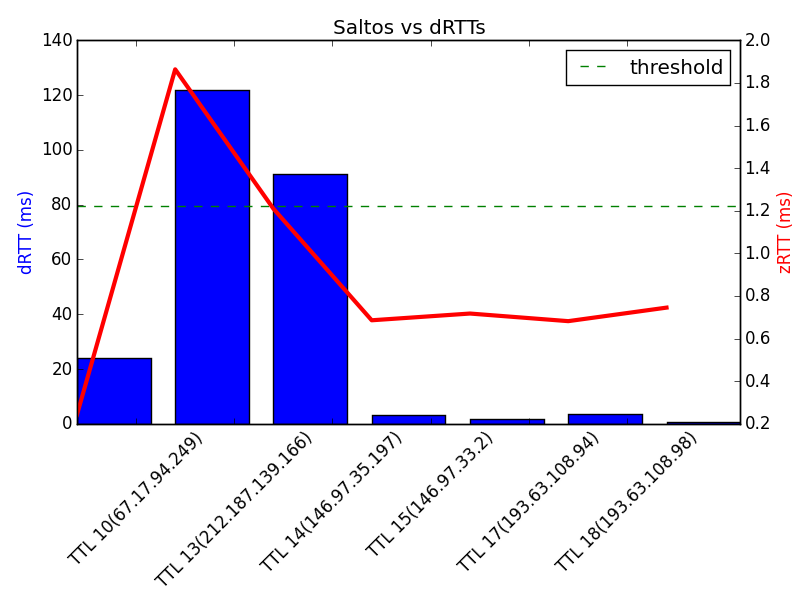 Saltos vs dRTTs
threshold
dRTT (ms)
140
120
100
80
60
40
20
0
2.0
1.8
1.6
1.4
1.2
1.0
0.8
0.6
0.4
0.2
zRTT (ms)
TTL 10(67.17.94.249)
TTL 13(212.187.139.166)
TTL 14(146.97.35.197)
TTL 15(146.97.33.2)
TTL 17(193.63.108.94)
TTL 18(193.63.108.98)